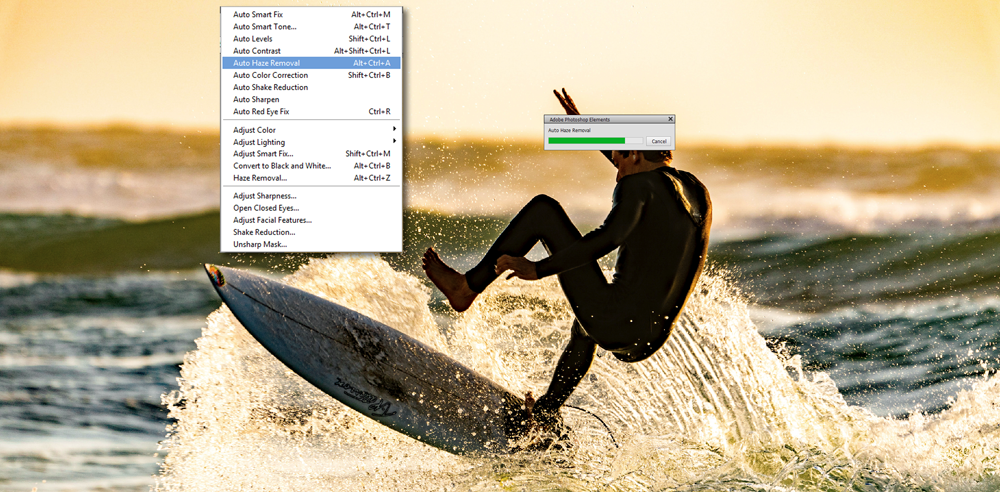 Auto Smart Fix Alt+Ctrl+M
Auto Smart Tone... Alt+Ctrl+T
Auto Levels Shift+Ctrl+L
Auto Contrast Alt+Shift+Ctrl+L
Auto Haze Removal Alt+Ctrl+A
Auto Color Correction Shift+Ctrl+B
Auto Shake Reduction
Auto Sharpen
Auto Red Eye Fix Ctrl+R
Adjust Color
Adjust Lighting
Adjust Smart Fix... Shift+Ctrl+M
Convert to Black and White... Alt+Ctrl+B
Haze Removal... Alt+Ctrl+Z
Adjust Sharpness...
Open Closed Eyes...
Adjust Facial Features...
Shake Reduction...
Unsharp Mask...
Adobe Photoshop Elements
Auto Haze Removal
Cancel